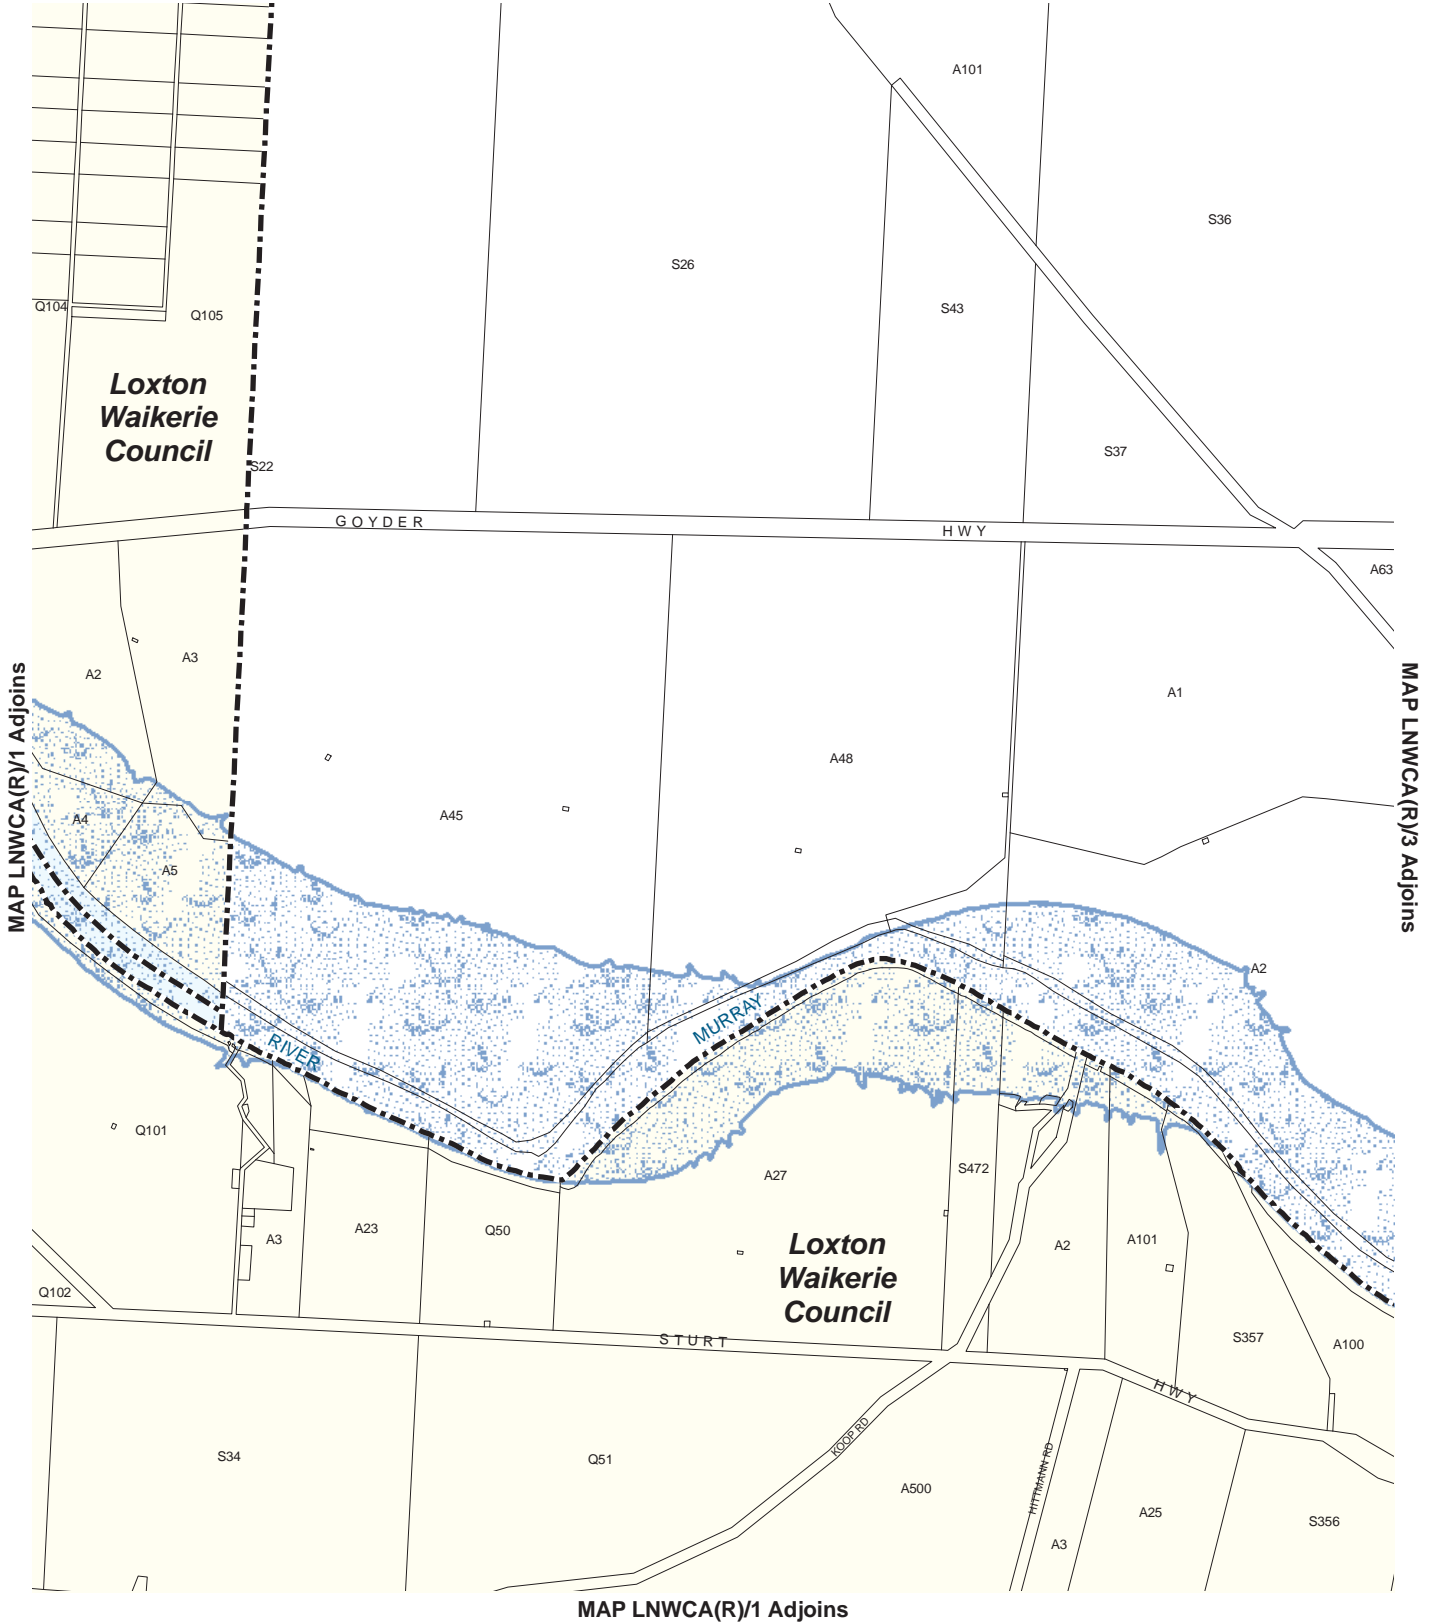 A101
S36
S26
S43
Q104
Q105
Loxton
Waikerie
Council
S37
S22
GOYDER HWY
A63
A3
A2
A1
MAP LNWCA(R)/1 Adjoins
MAP LNWCA(R)/3 Adjoins
A48
A45
A4
A5
A2
MURRAY
RIVER
Q101
S472
A27
A23
Q50
A3
A2
A101
Loxton
Waikerie
Council
Q102
STURT
S357
A100
HWY
KOOP RD
HITTMANN RD
S34
Q51
A500
A25
S356
A3
MAP LNWCA(R)/1 Adjoins